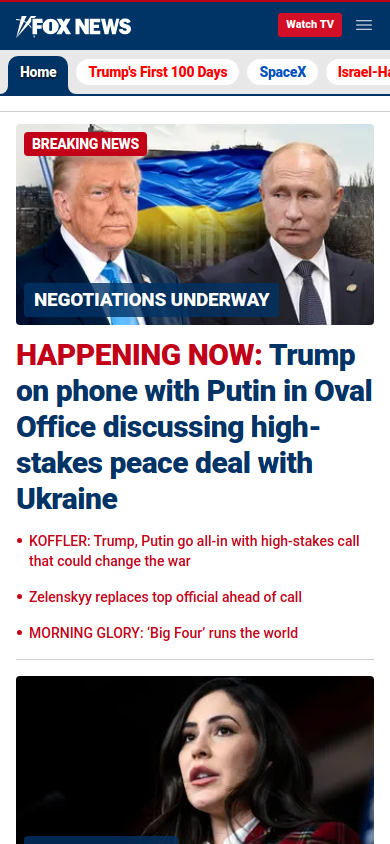 FOX NEWS
Watch TV
Home
Trump's First 100 Days
SpaceX
Israel-Ha
BREAKING NEWS
NEGOTIATIONS UNDERWAY
HAPPENING NOW: Trump
on phone with Putin in Oval
Office discussing high-
stakes peace deal with
Ukraine
KOFFLER: Trump, Putin go all-in with high-stakes call
that could change the war
Zelenskyy replaces top official ahead of call
MORNING GLORY: ‘Big Four’ runs the world